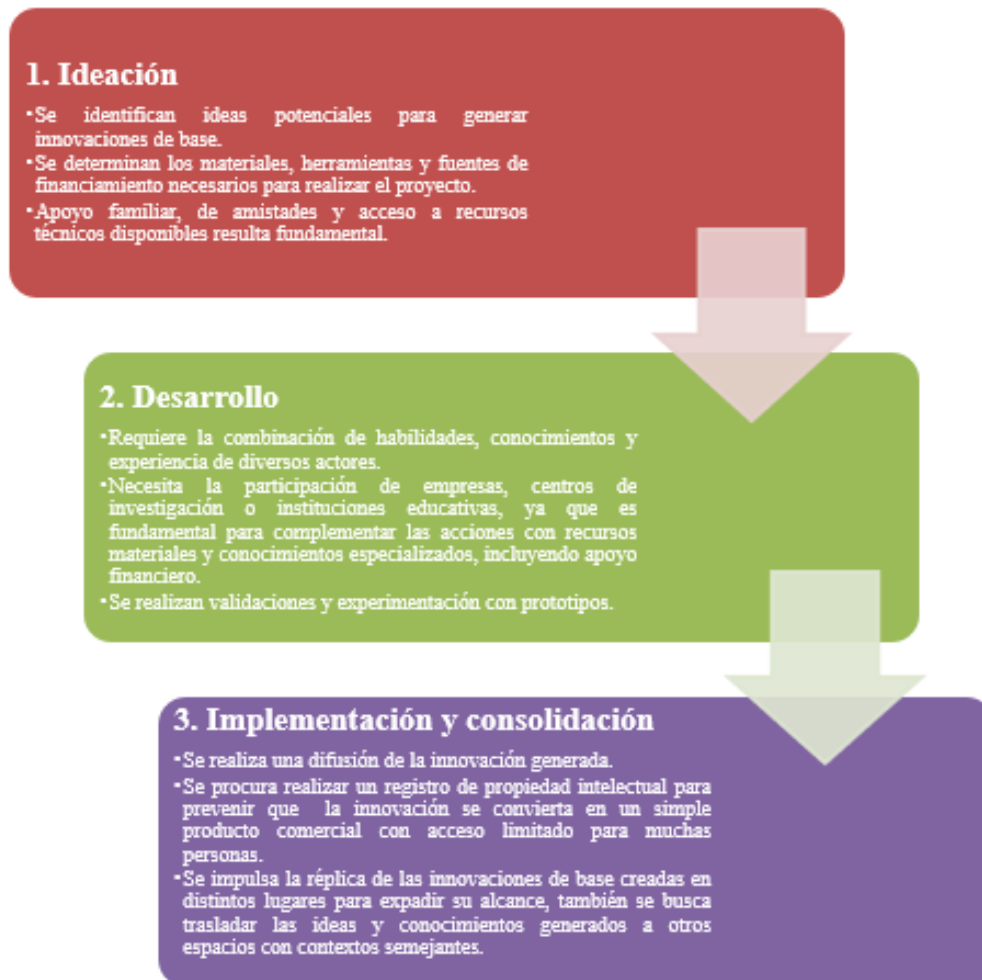 1. Ideación
•Se identifican ideas potenciales para generar
innovaciones de base.
•Se determinan los materiales, herramientas y fuentes de
financiamiento necesarios para realizar el proyecto.
•Apoyo familiar, de amistades y acceso a recursos
técnicos disponibles resulta fundamental.
2. Desarrollo
•Requiere la combinación de habilidades, conocimientos y
experiencia de diversos actores.
•Necesita la participación de empresas, centros de
investigación o instituciones educativas, ya que es
fundamental para complementar las acciones con recursos
materiales y conocimientos especializados, incluyendo apoyo
financiero.
•Se realizan validaciones y experimentación con prototipos.
3. Implementación y consolidación
•Se realiza una difusión de la innovación generada.
•Se procura realizar un registro de propiedad intelectual para
prevenir que la innovación se convierta en un simple
producto comercial con acceso limitado para muchas
personas.
•Se impulsa la réplica de las innovaciones de base creadas en
distintos lugares para expadir su alcance, también se busca
trasladar las ideas y conocimientos generados a otros
espacios con contextos semejantes.